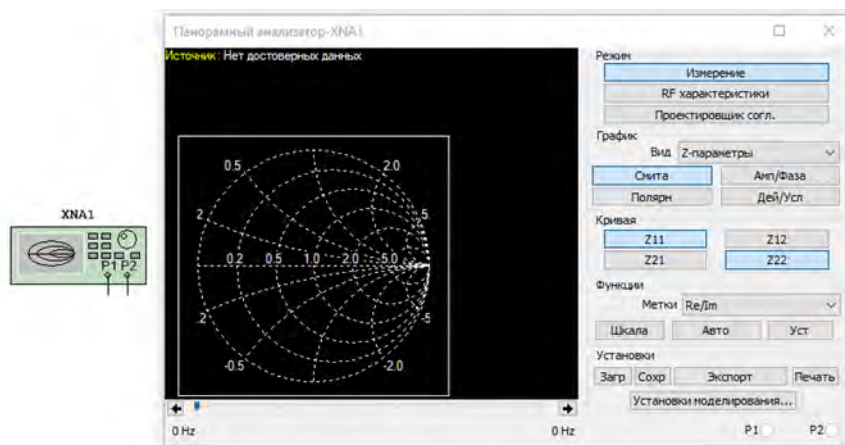 Панорамный анализатор-XNA1
Источник: Нет достоверных данных
0.5
2.0
.2
.5
0.2 0.5 1.0 2.0 5.0
.2
-5
-0.5
-2.0
0 Hz
0 Hz
XNA1
P1 P2
Режим
Измерение
RF характеристики
Проектировщик согл.
График
Вид Z-параметры
Смита Амп/Фаза
Полярн Дей/Усл
Кривая
Z11 Z12
Z21 Z22
Функции
Метки Re/Im
Шкала Авто Уст
Установки
Загр Сохр Экспорт Печать
Установки моделирования...
P1 P2